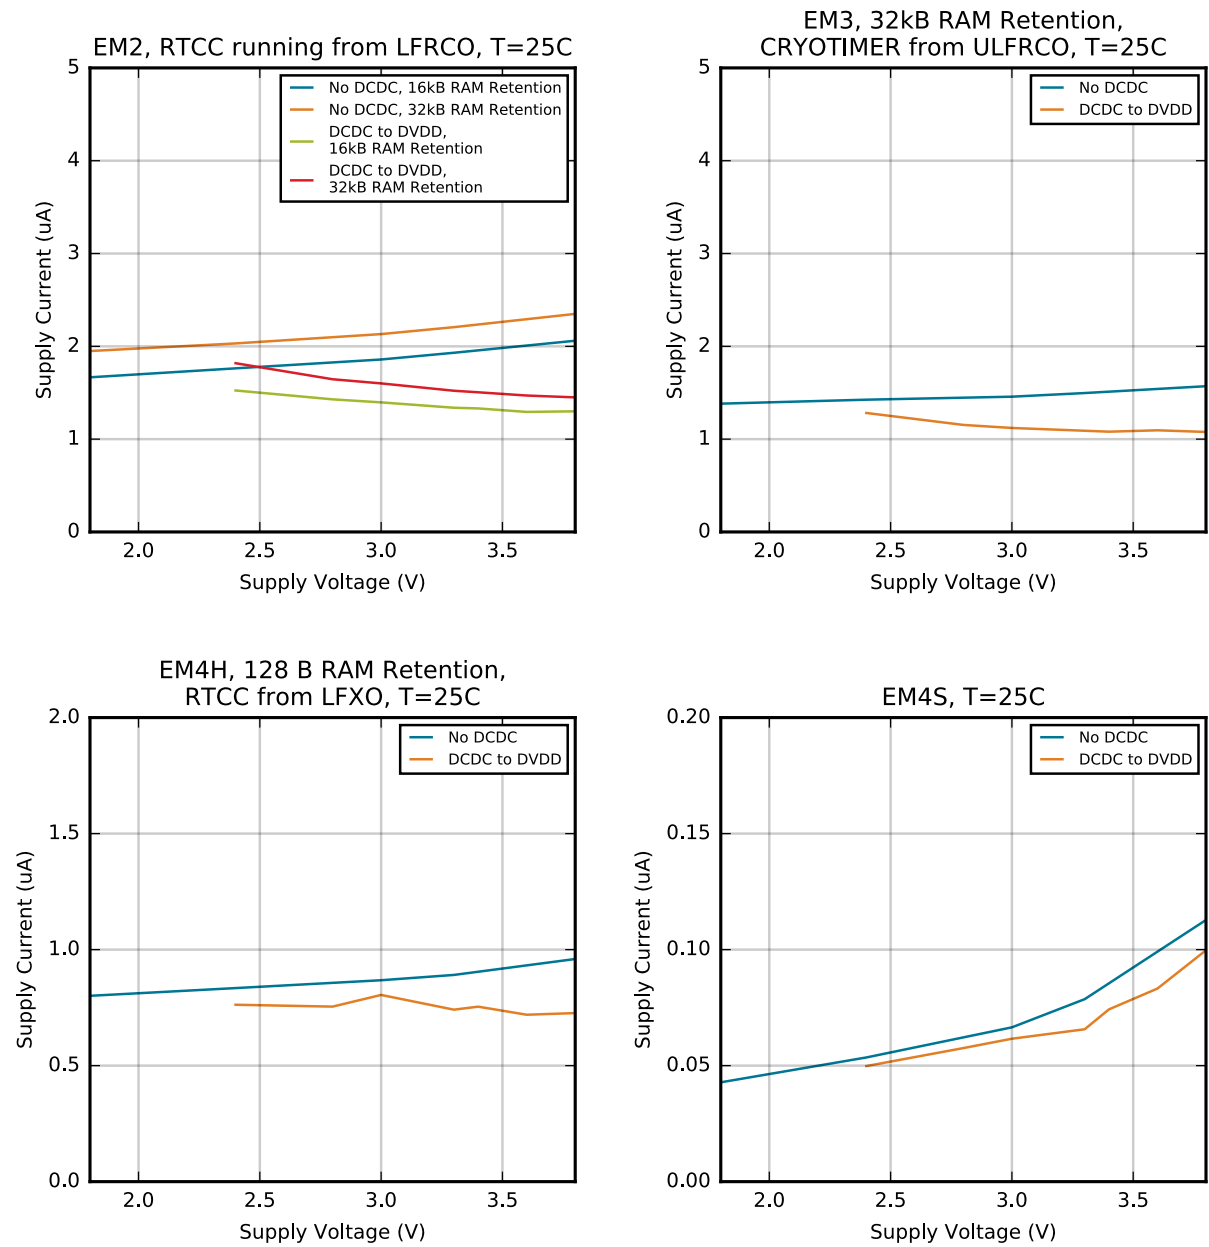 EM2, RTCC running from LFRCO, T=25C
5
4
3
2
1
0
Supply Current (uA)
No DCDC, 16kB RAM Retention
No DCDC, 32kB RAM Retention
DCDC to DVDD,
16kB RAM Retention
DCDC to DVDD,
32kB RAM Retention
2.0 2.5 3.0 3.5
Supply Voltage (V)
EM3, 32kB RAM Retention,
CRYOTIMER from ULFRCO, T=25C
5
4
3
2
1
0
Supply Current (uA)
No DCDC
DCDC to DVDD
2.0 2.5 3.0 3.5
Supply Voltage (V)
EM4H, 128 B RAM Retention,
RTCC from LFXO, T=25C
2.0
1.5
1.0
0.5
0.0
Supply Current (uA)
No DCDC
DCDC to DVDD
2.0 2.5 3.0 3.5
Supply Voltage (V)
EM4S, T=25C
0.20
0.15
0.10
0.05
0.00
Supply Current (uA)
No DCDC
DCDC to DVDD
2.0 2.5 3.0 3.5
Supply Voltage (V)